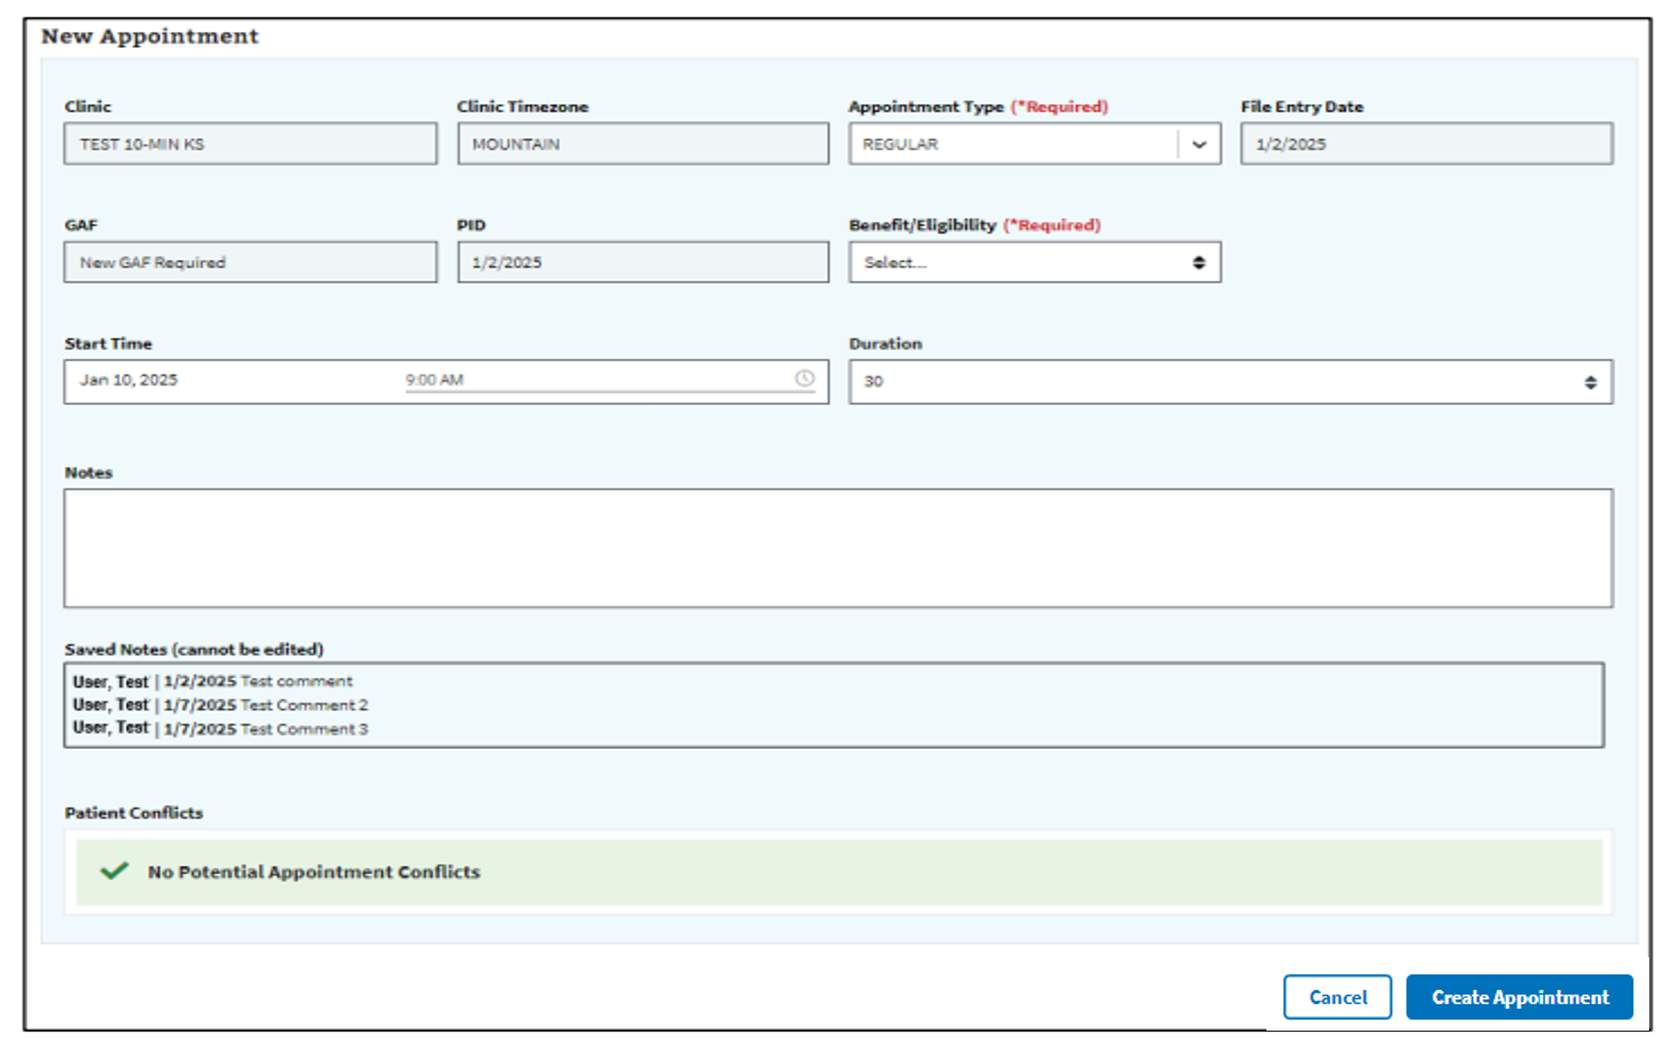 New Appointment
Clinic Clinic Timezone Appointment Type (*Required) File Entry Date
TEST 10-MIN KS MOUNTAIN REGULAR 1/2/2025
GAF PID Benefit/Eligibility (*Required)
New GAF Required 1/2/2025 Select...
Start Time Duration
Jan 10, 2025 9:00 AM 30
Notes
Saved Notes (cannot be edited)
User, Test | 1/2/2025 Test comment
User, Test | 1/7/2025 Test Comment 2
User, Test | 1/7/2025 Test Comment 3
Patient Conflicts
No Potential Appointment Conflicts
Cancel Create Appointment